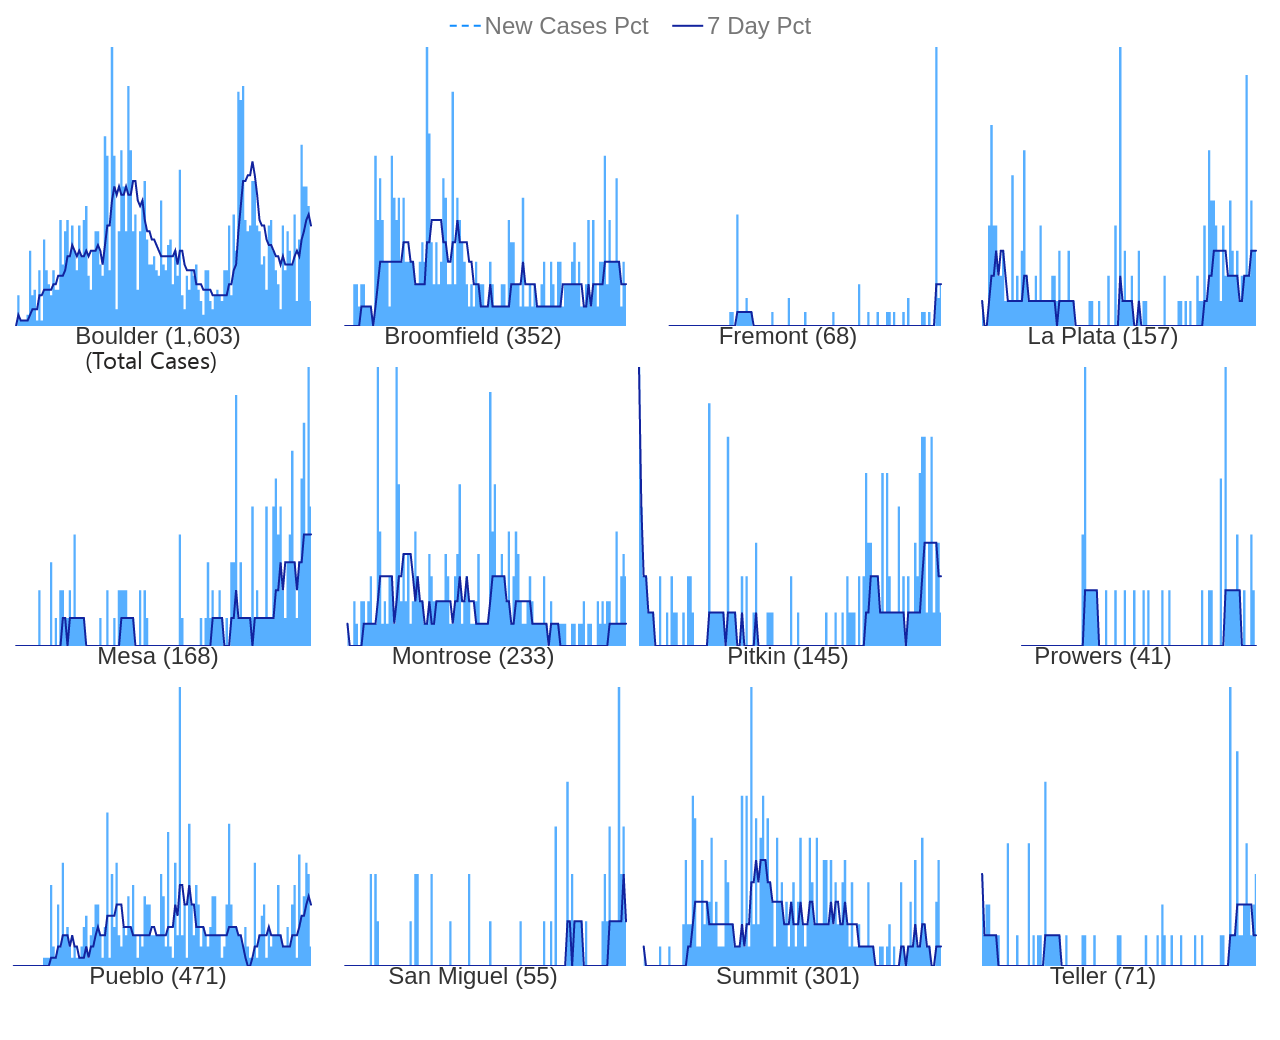 New Cases Pct 7 Day Pct
Boulder (1,603) Broomfield (352) Fremont (68) La Plata (157)
(Total Cases)
Mesa (168) Montrose (233) Pitkin (145) Prowers (41)
Pueblo (471) San Miguel (55) Summit (301) Teller (71)